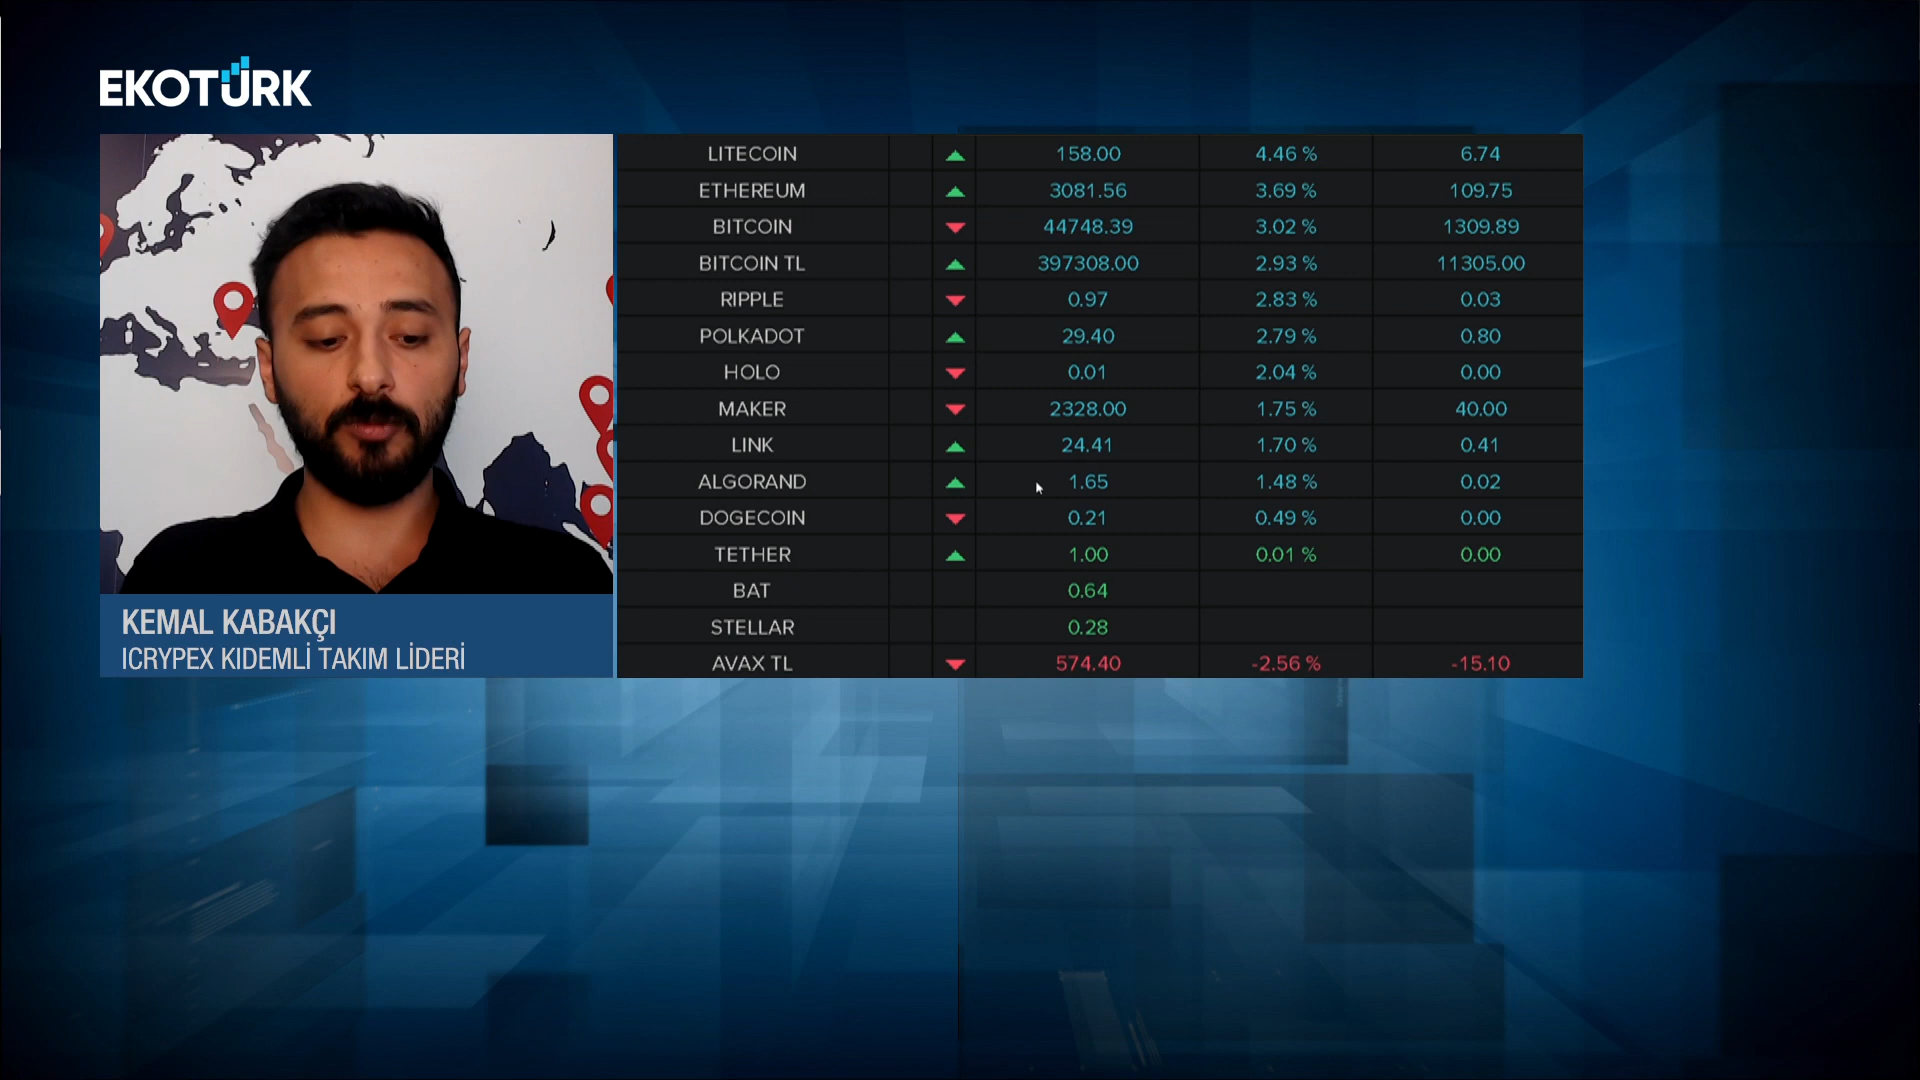 EKOTÜRK
LITECOIN 158.00 4.46 % 6.74
ETHEREUM 3081.56 3.69 % 109.75
BITCOIN 44748.39 3.02 % 1309.89
BITCOIN TL 397308.00 2.93 % 11305.00
RIPPLE 0.97 2.83 % 0.03
POLKADOT 29.40 2.79 % 0.80
HOLO 0.01 2.04 % 0.00
MAKER 2328.00 1.75 % 40.00
LINK 24.41 1.70 % 0.41
ALGORAND 1.65 1.48 % 0.02
DOGECOIN 0.21 0.49 % 0.00
TETHER 1.00 0.01 % 0.00
BAT 0.64
STELLAR 0.28
AVAX TL 574.40 -2.56 % -15.10
KEMAL KABAKÇI
ICRYPEX KIDEMLİ TAKIM LİDERİ